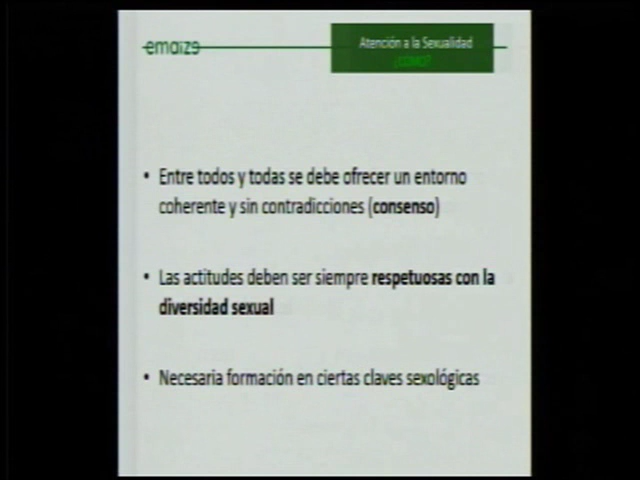 emaize
Atención a la Sexualidad
¿COMO?
• Entre todos y todas se debe ofrecer un entorno
coherente y sin contradicciones (consenso)
• Las actitudes deben ser siempre respetuosas con la
diversidad sexual
• Necesaria formación en ciertas claves sexológicas